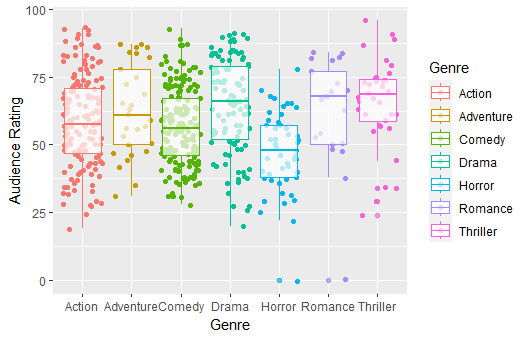 100
75
50
25
0
Audience Rating
Action Adventure Comedy Drama Horror Romance Thriller
Genre
Genre
Action
Adventure
Comedy
Drama
Horror
Romance
Thriller